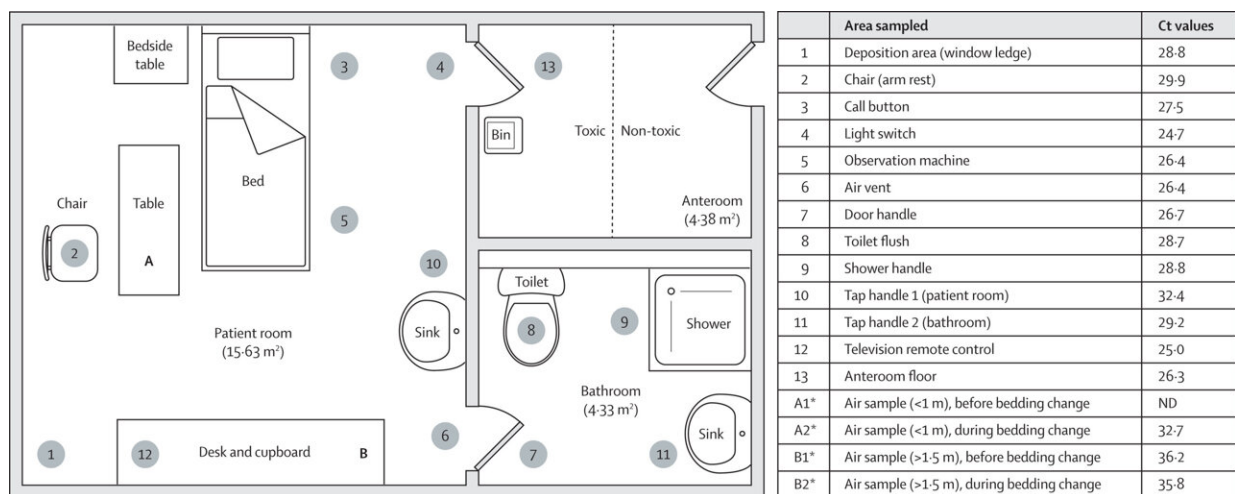 Bedside
table
3
4
13
Bin
Toxic
Non-toxic
Bed
Anteroom
(4·38 m²)
Chair
Table
2
A
5
10
Toilet
Sink
8
9
Shower
Patient room
(15·63 m²)
Bathroom
(4·33 m²)
6
Sink
1
12
Desk and cupboard
B
7
11
Area sampled Ct values
1 Deposition area (window ledge) 28·8
2 Chair (arm rest) 29·9
3 Call button 27·5
4 Light switch 24·7
5 Observation machine 26·4
6 Air vent 26·4
7 Door handle 26·7
8 Toilet flush 28·7
9 Shower handle 28·8
10 Tap handle 1 (patient room) 32·4
11 Tap handle 2 (bathroom) 29·2
12 Television remote control 25·0
13 Anteroom floor 26·3
A1* Air sample (<1 m), before bedding change ND
A2* Air sample (<1 m), during bedding change 32·7
B1* Air sample (>1·5 m), before bedding change 36·2
B2* Air sample (>1·5 m), during bedding change 35·8